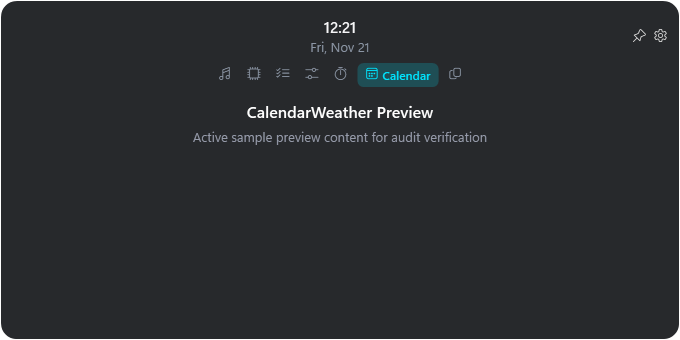 12:21
Fri, Nov 21
Calendar
CalendarWeather Preview
Active sample preview content for audit verification